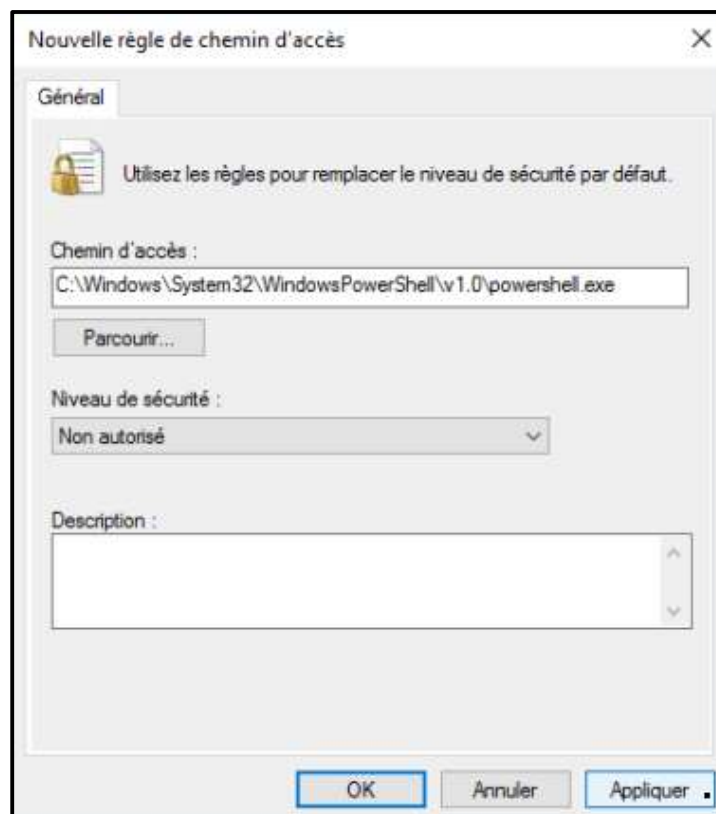 Nouvelle règle de chemin d'accès
Général
Utilisez les règles pour remplacer le niveau de sécurité par défaut.
Chemin d'accès :
C:\Windows\System32\WindowsPowerShell\v1.0\powershell.exe
Parcourir...
Niveau de sécurité :
Non autorisé
Description :
OK Annuler Appliquer